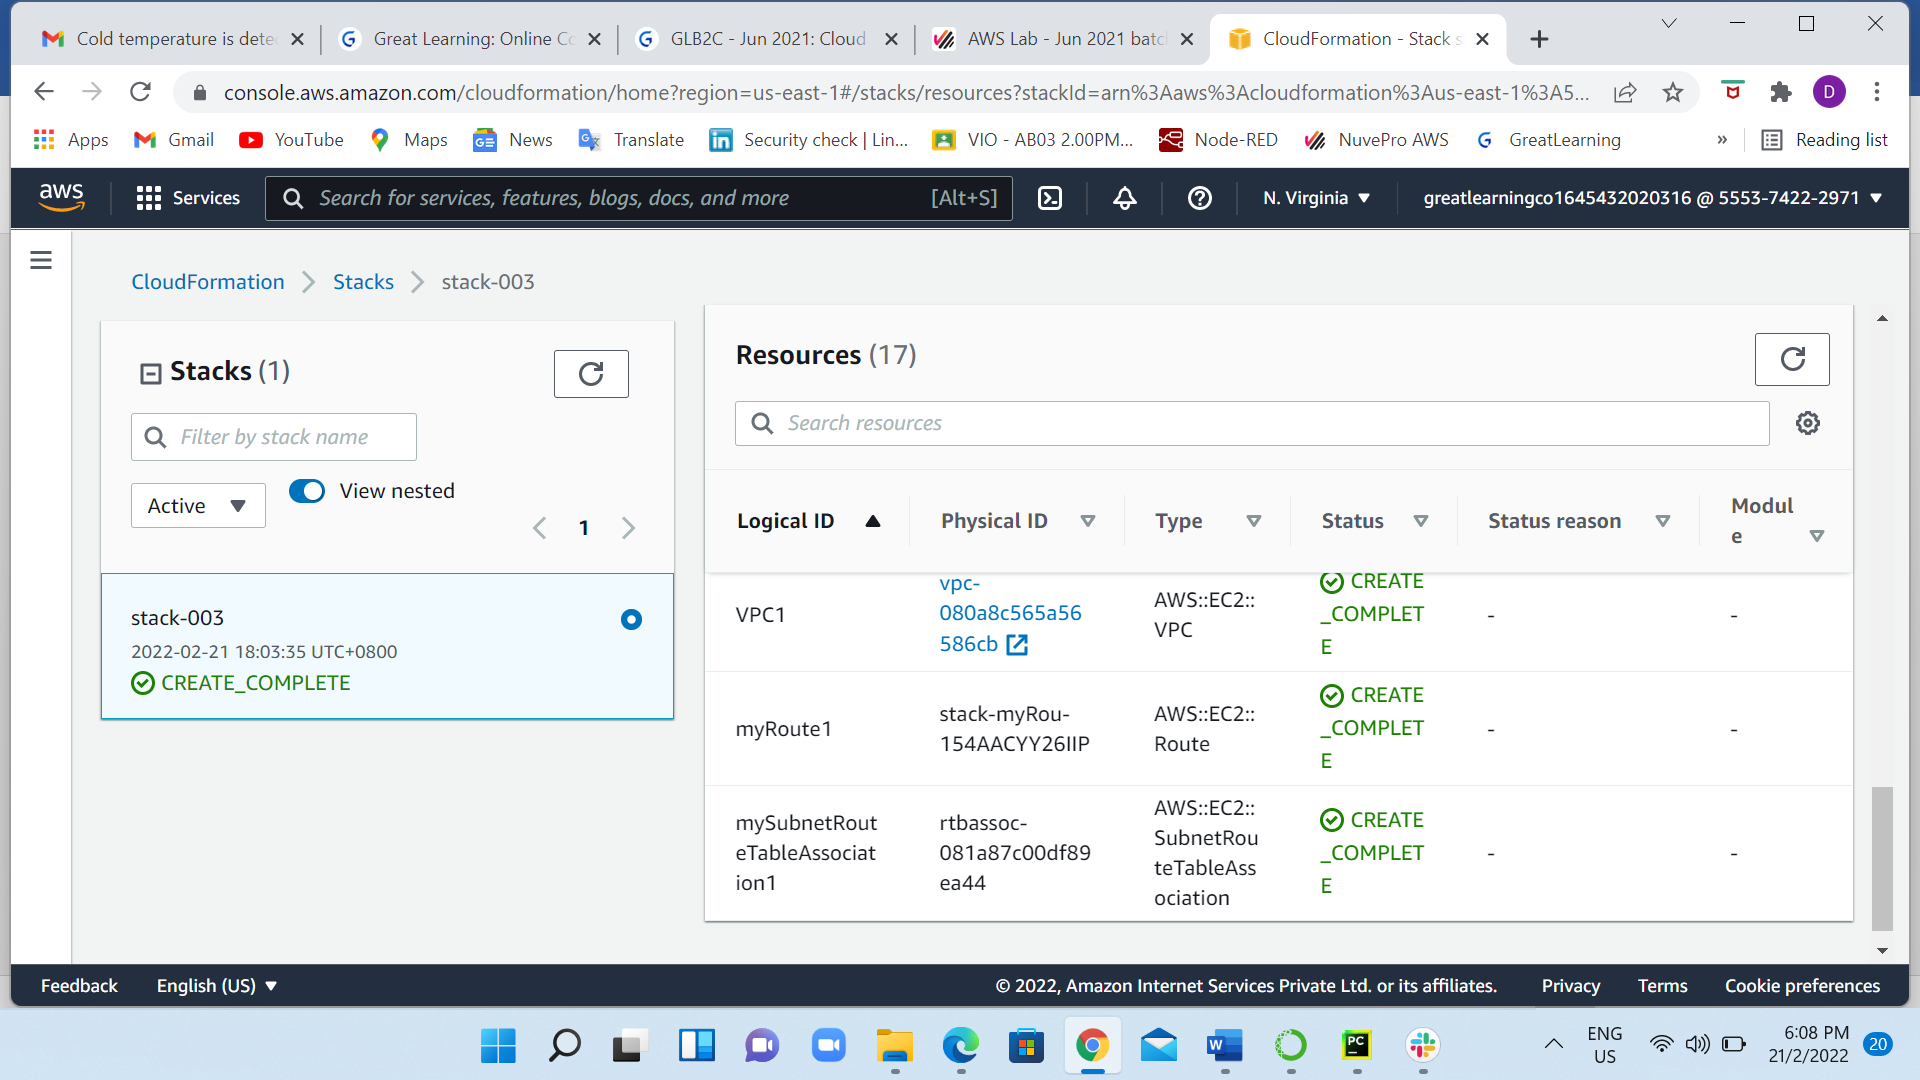 Cold temperature is dete
Great Learning: Online Co
GLB2C - Jun 2021: Cloud
AWS Lab - Jun 2021 batc
CloudFormation - Stack s
console.aws.amazon.com/cloudformation/home?region=us-east-1#/stacks/resources?stackId=arn%3Aaws%3Acloudformation%3Aus-east-1%3A5...
D
Apps
Gmail
YouTube
Maps
News
Translate
Security check | Lin...
VIO - AB03 2.00PM...
Node-RED
NuvePro AWS
GreatLearning
»
Reading list
aws
Services
Search for services, features, blogs, docs, and more
[Alt+S]
N. Virginia
greatlearningco1645432020316 @ 5553-7422-2971
CloudFormation
Stacks
stack-003
Stacks (1)
Filter by stack name
Active
View nested
1
stack-003
2022-02-21 18:03:35 UTC+0800
CREATE_COMPLETE
Resources (17)
Search resources
Logical ID
Physical ID
Type
Status
Status reason
Modul
e
VPC1
vpc-
080a8c565a56
586cb
AWS::EC2::
VPC
CREATE
_COMPLET
E
-
-
myRoute1
stack-myRou-
154AACYY26IIP
AWS::EC2::
Route
CREATE
_COMPLET
E
-
-
mySubnetRout
eTableAssociat
ion1
rtbassoc-
081a87c00df89
ea44
AWS::EC2::
SubnetRou
teTableAss
ociation
CREATE
_COMPLET
E
-
-
Feedback
English (US)
© 2022, Amazon Internet Services Private Ltd. or its affiliates.
Privacy
Terms
Cookie preferences
W
PC
ENG
US
6:08 PM
21/2/2022
20